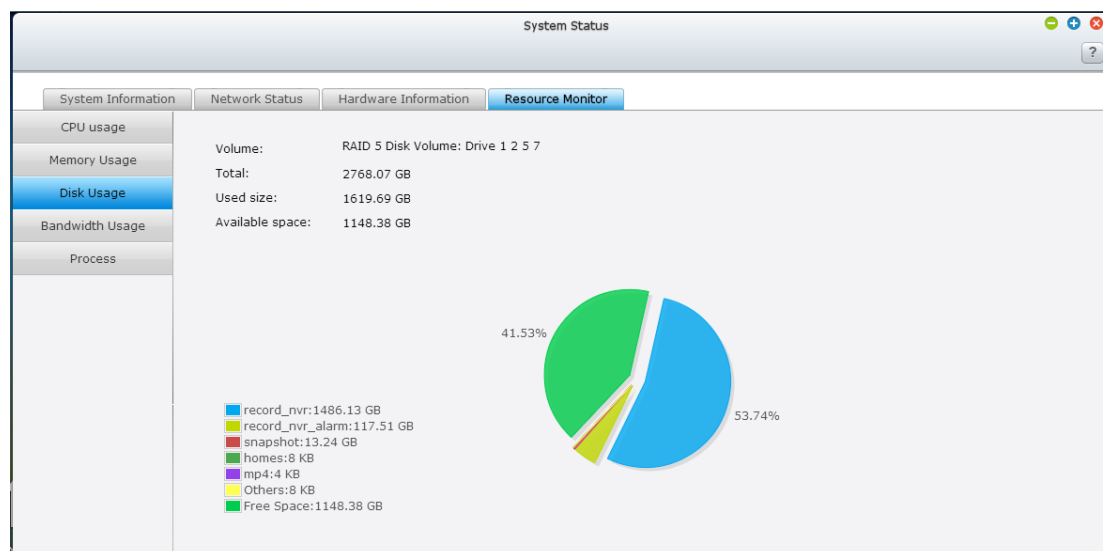 System Status
?
System Information Network Status Hardware Information Resource Monitor
CPU usage
Memory Usage
Disk Usage
Bandwidth Usage
Process
Volume: RAID 5 Disk Volume: Drive 1 2 5 7
Total: 2768.07 GB
Used size: 1619.69 GB
Available space: 1148.38 GB
41.53%
53.74%
record_nvr:1486.13 GB
record_nvr_alarm:117.51 GB
snapshot:13.24 GB
homes:8 KB
mp4:4 KB
Others:8 KB
Free Space:1148.38 GB